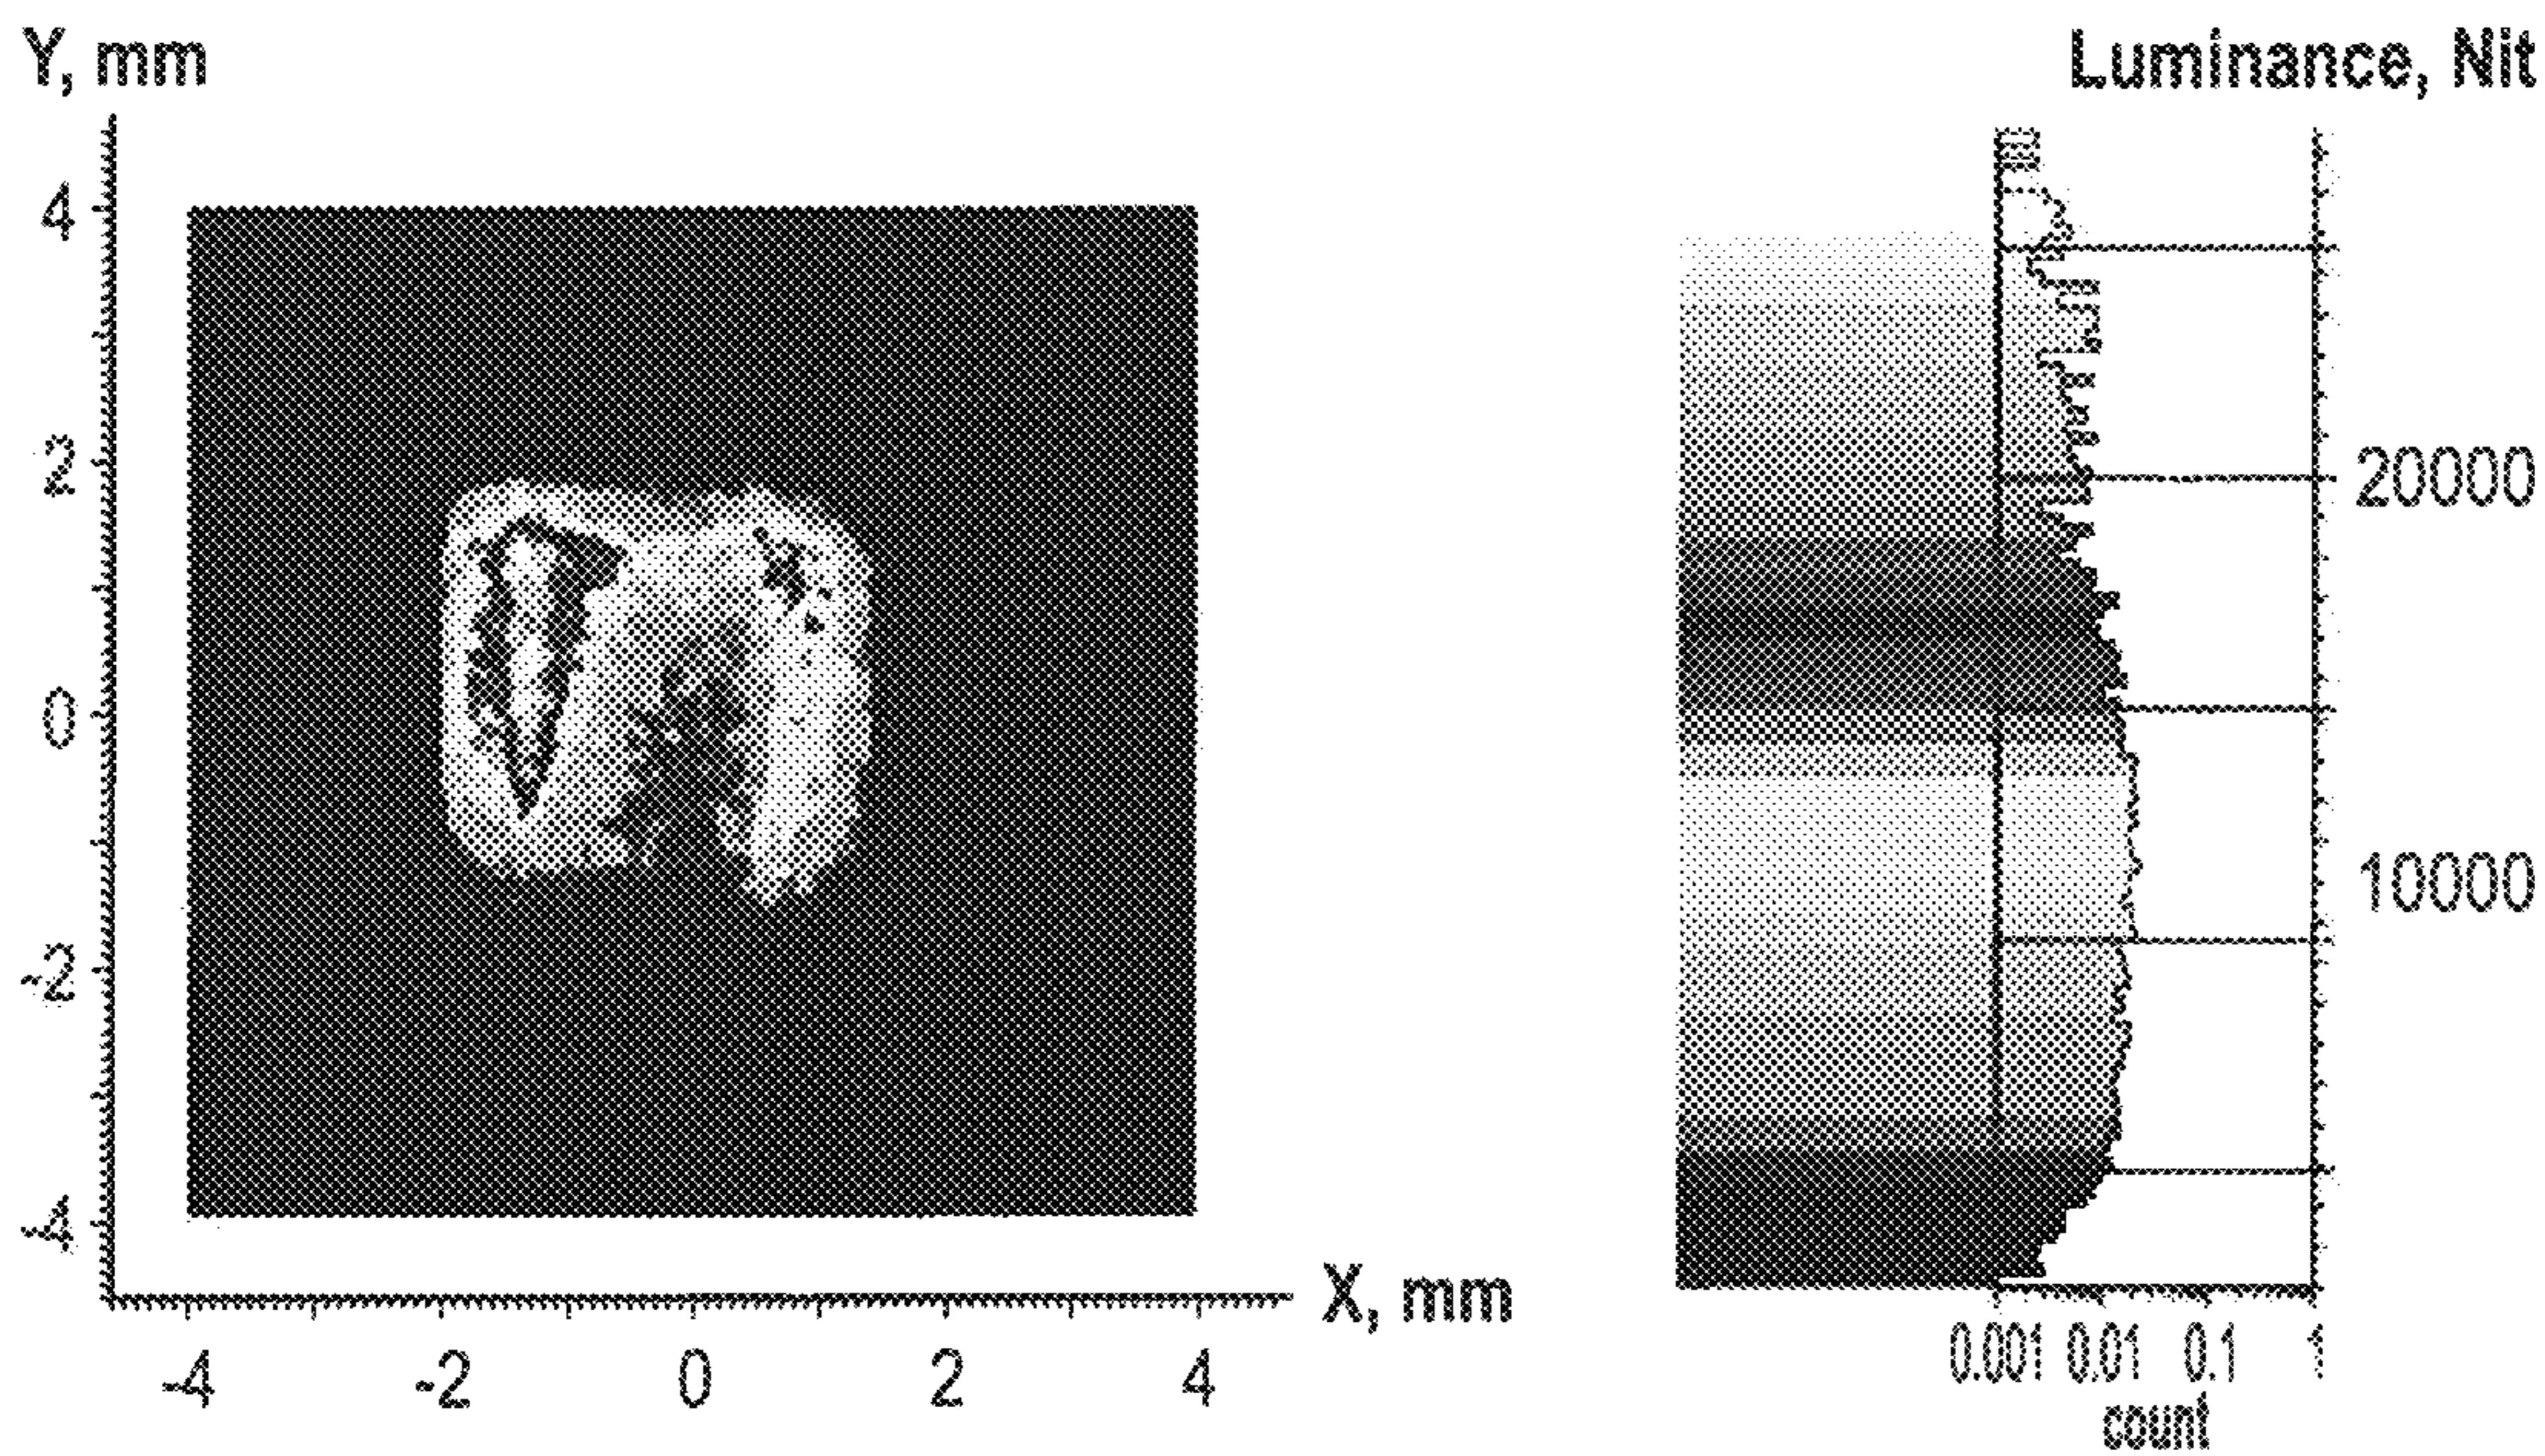 Y, mm
4
2
0
-2
-4
-4 -2 0 2 4
X, mm
Luminance, Nit
20000
10000
0.001 0.01 0.1 1
count